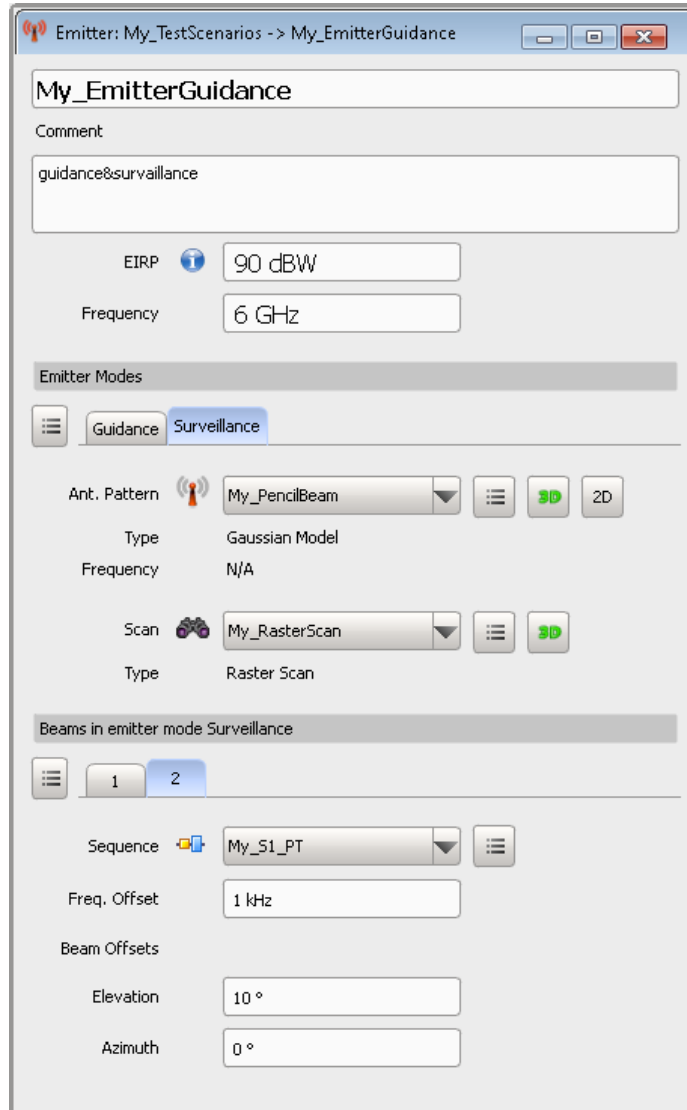 Emitter: My_TestScenarios -> My_EmitterGuidance
My_EmitterGuidance
Comment
guidance&survaillance
EIRP 90 dBW
Frequency 6 GHz
Emitter Modes
Guidance Surveillance
Ant. Pattern My_PencilBeam 3D 2D
Type Gaussian Model
Frequency N/A
Scan My_RasterScan 3D
Type Raster Scan
Beams in emitter mode Surveillance
1 2
Sequence My_S1_PT
Freq. Offset 1 kHz
Beam Offsets
Elevation 10 °
Azimuth 0 °